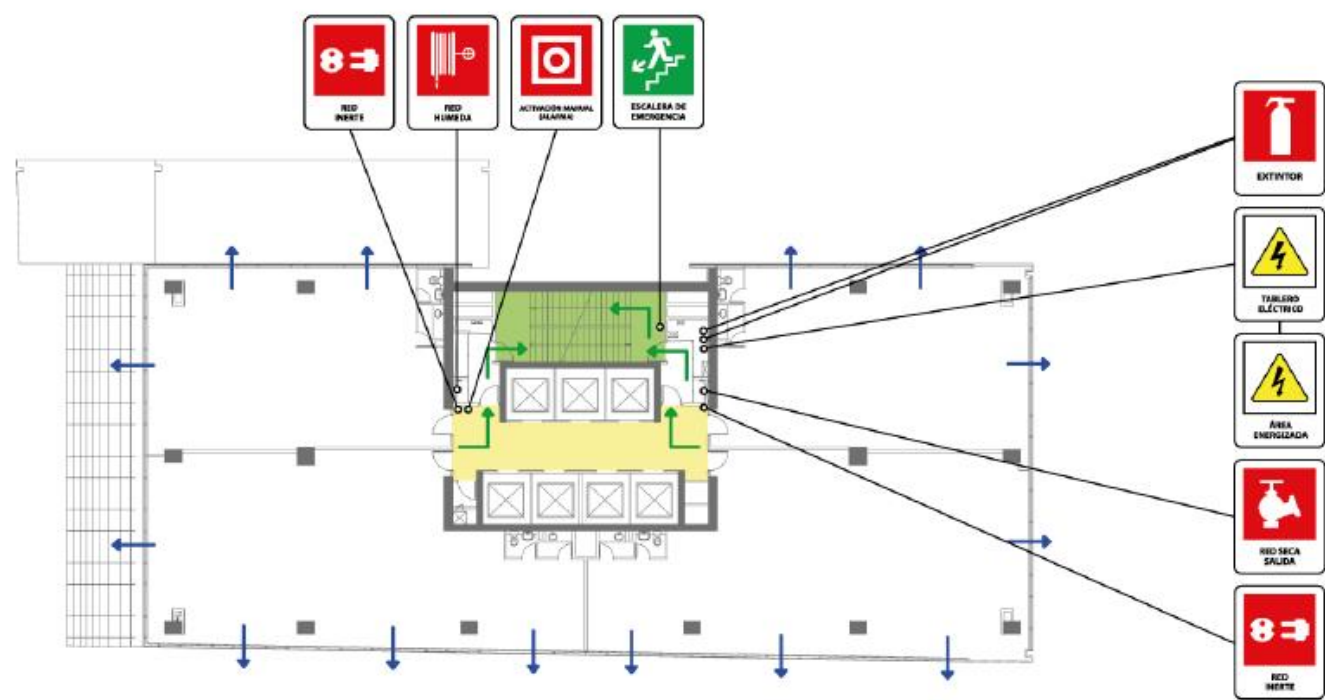 RED
INERTE
RED
HUMEDA
ACTIVACIÓN MANUAL
(ALARMA)
ESCALERA DE
EMERGENCIA
EXTINTOR
TABLERO
ELÉCTRICO
ÁREA
ENERGIZADA
RED SECA
SALIDA
RED
INERTE